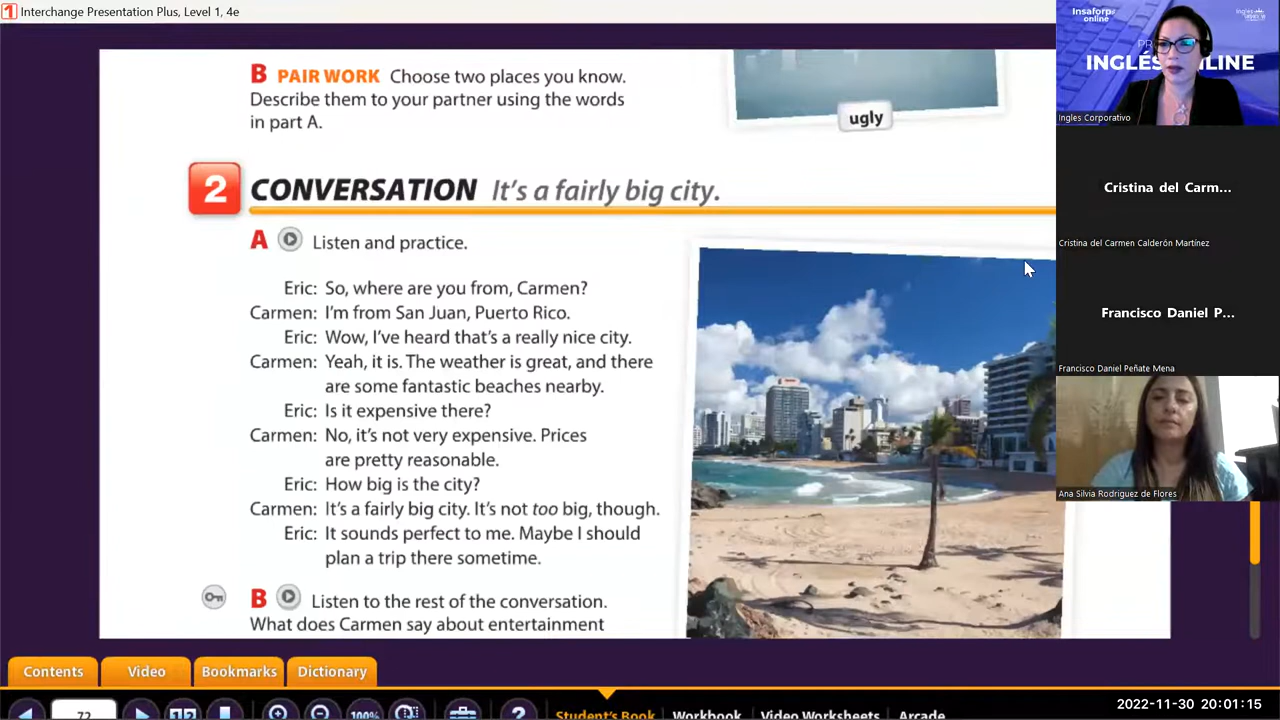 Interchange Presentation Plus, Level 1, 4e
B PAIR WORK Choose two places you know.
Describe them to your partner using the words
in part A.
ugly
2 CONVERSATION It's a fairly big city.
A Listen and practice.
Eric: So, where are you from, Carmen?
Carmen: I'm from San Juan, Puerto Rico.
Eric: Wow, I've heard that's a really nice city.
Carmen: Yeah, it is. The weather is great, and there
are some fantastic beaches nearby.
Eric: Is it expensive there?
Carmen: No, it's not very expensive. Prices
are pretty reasonable.
Eric: How big is the city?
Carmen: It's a fairly big city. It's not too big, though.
Eric: It sounds perfect to me. Maybe I should
plan a trip there sometime.
B Listen to the rest of the conversation.
What does Carmen say about entertainment
Contents Video Bookmarks Dictionary
72
100%
?
Student's Book Workbook Video Worksheets Arcade
Insaforp
online
INGLÉS ONLINE
Ingles Corporativo
Cristina del Carm...
Cristina del Carmen Calderón Martínez
Francisco Daniel P...
Francisco Daniel Peñate Mena
Ana Silvia Rodriguez de Flores
2022-11-30 20:01:15